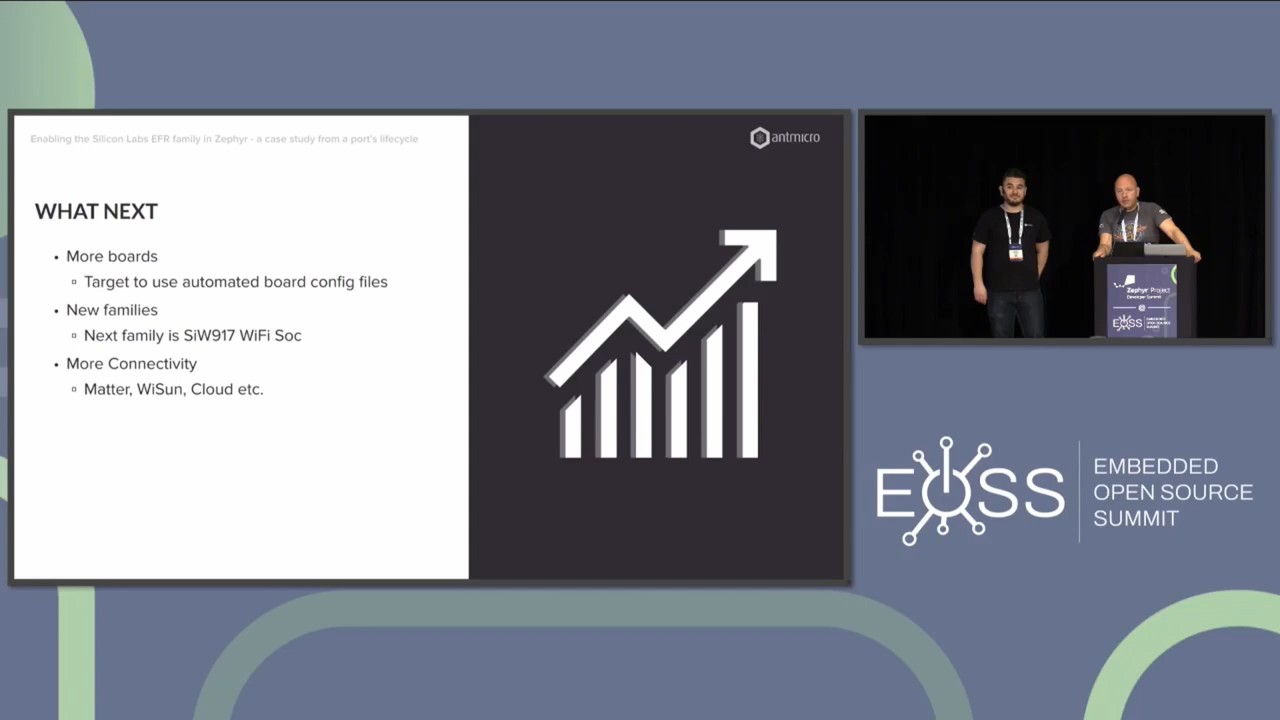 Enabling the Silicon Labs EFR family in Zephyr - a case study from a port's lifecycle
antmicro
WHAT NEXT
• More boards
▫ Target to use automated board config files
• New families
▫ Next family is SiW917 WiFi Soc
• More Connectivity
▫ Matter, WiSun, Cloud etc.
Zephyr Project
Developer Summit
EOSS
EOSS
EMBEDDED
OPEN SOURCE
SUMMIT